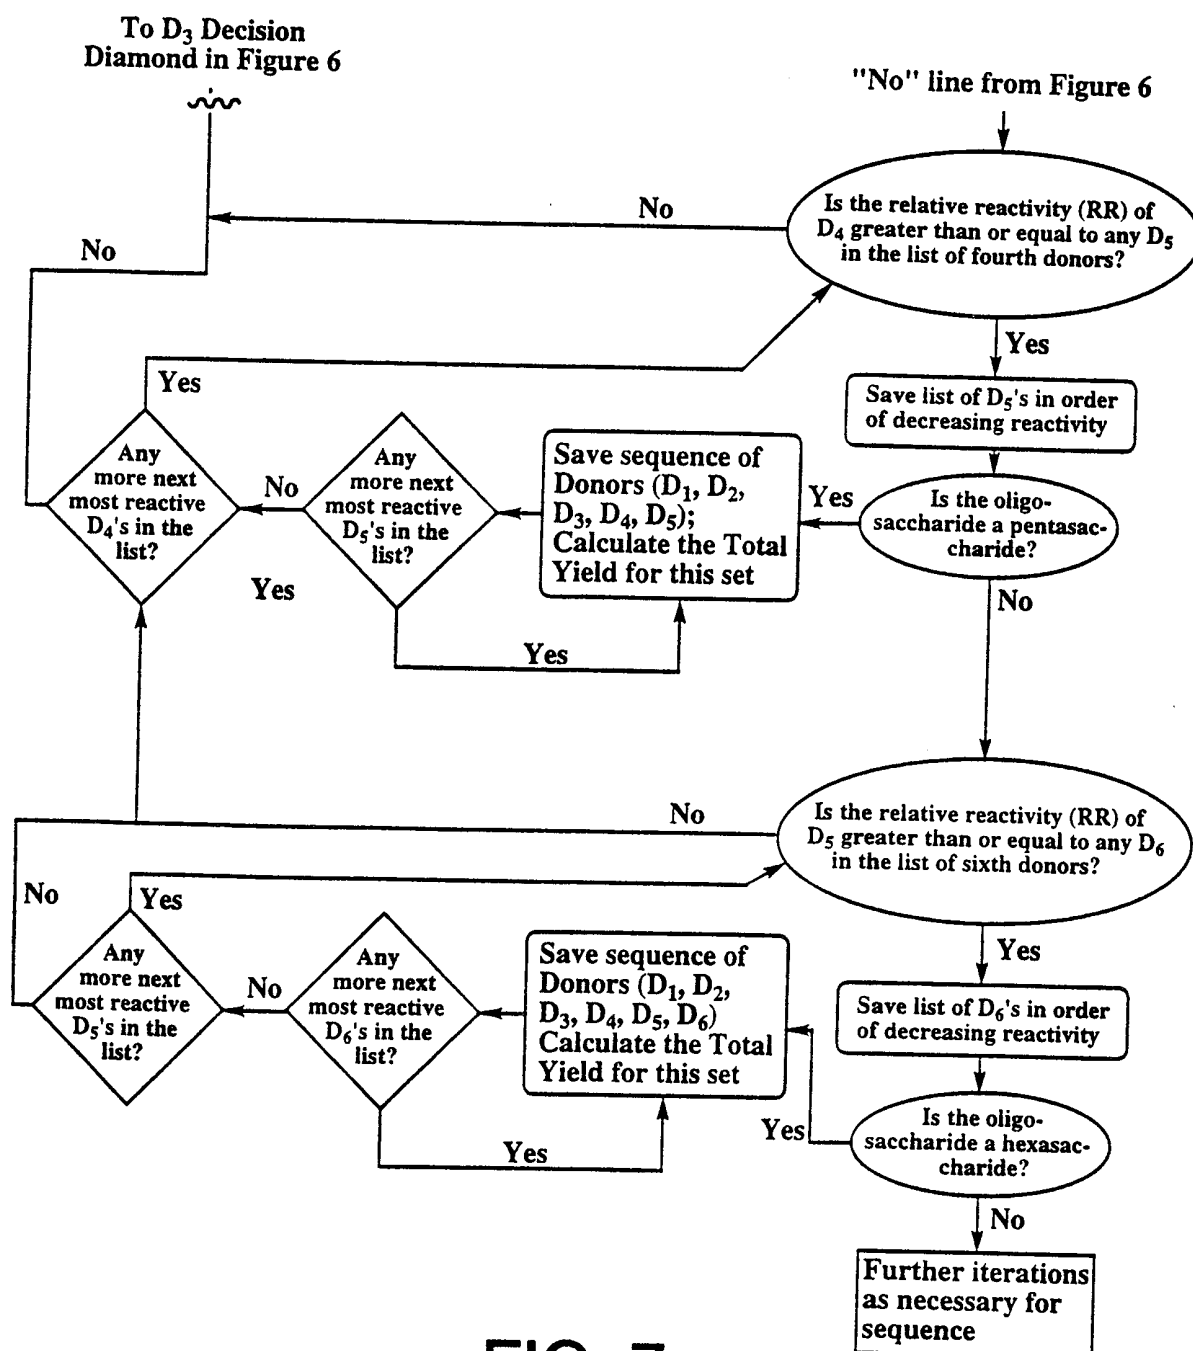 To D₃ Decision
Diamond in Figure 6
"No" line from Figure 6
No
Is the relative reactivity (RR) of
D₄ greater than or equal to any D₅
in the list of fourth donors?
No
Yes
Yes
Save list of D₅'s in order
of decreasing reactivity
Any
more next
most reactive
D₄'s in the
list?
No
Any
more next
most reactive
D₅'s in the
list?
Save sequence of
Donors (D₁, D₂,
D₃, D₄, D₅);
Calculate the Total
Yield for this set
Yes
Is the oligo-
saccharide a pentasac-
charide?
Yes
No
Yes
No
Is the relative reactivity (RR) of
D₅ greater than or equal to any D₆
in the list of sixth donors?
No
Yes
Yes
Any
more next
most reactive
D₅'s in the
list?
No
Any
more next
most reactive
D₆'s in the
list?
Save sequence of
Donors (D₁, D₂,
D₃, D₄, D₅, D₆)
Calculate the Total
Yield for this set
Save list of D₆'s in order
of decreasing reactivity
Yes
Is the oligo-
saccharide a hexasac-
charide?
Yes
No
Further iterations
as necessary for
sequence
FIG. 7